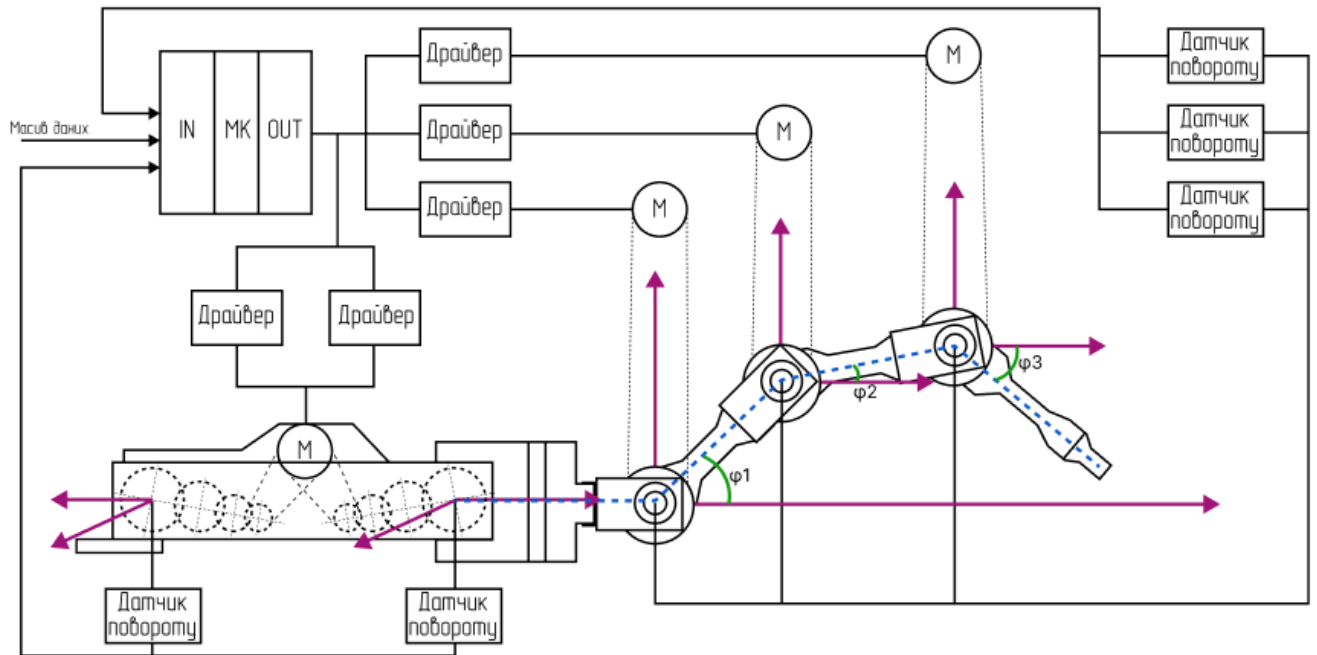 Драйвер
М
Датчик
повороту
Масив даних
IN
МК
OUT
Драйвер
М
Датчик
повороту
Драйвер
М
Датчик
повороту
Драйвер
Драйвер
М
φ1
φ2
φ3
Датчик
повороту
Датчик
повороту